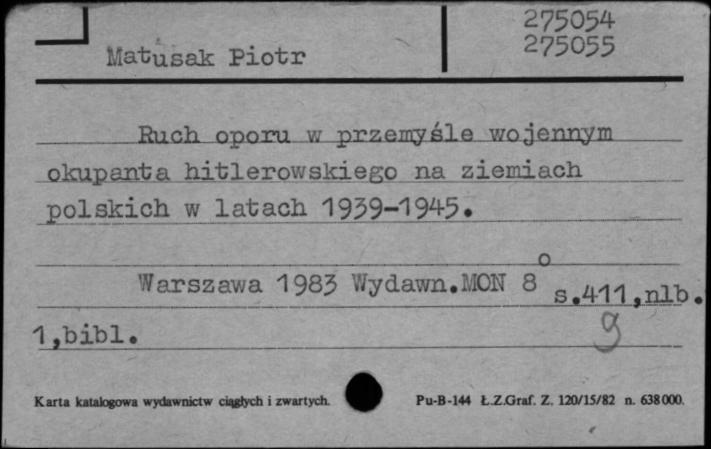 275054
Matusak Piotr 275055
Ruch oporu w przemyśle wojennym
okupanta hitlerowskiego na ziemiach
polskich w latach 1939-1945.
Warszawa 1983 Wydawn.MON 8° s.411,nlb.
1,bibl. 9
Karta katalogowa wydawnictw ciągłych i zwartych. Pu-B-144 Ł.Z.Graf. Z. 120/15/82 n. 638000.